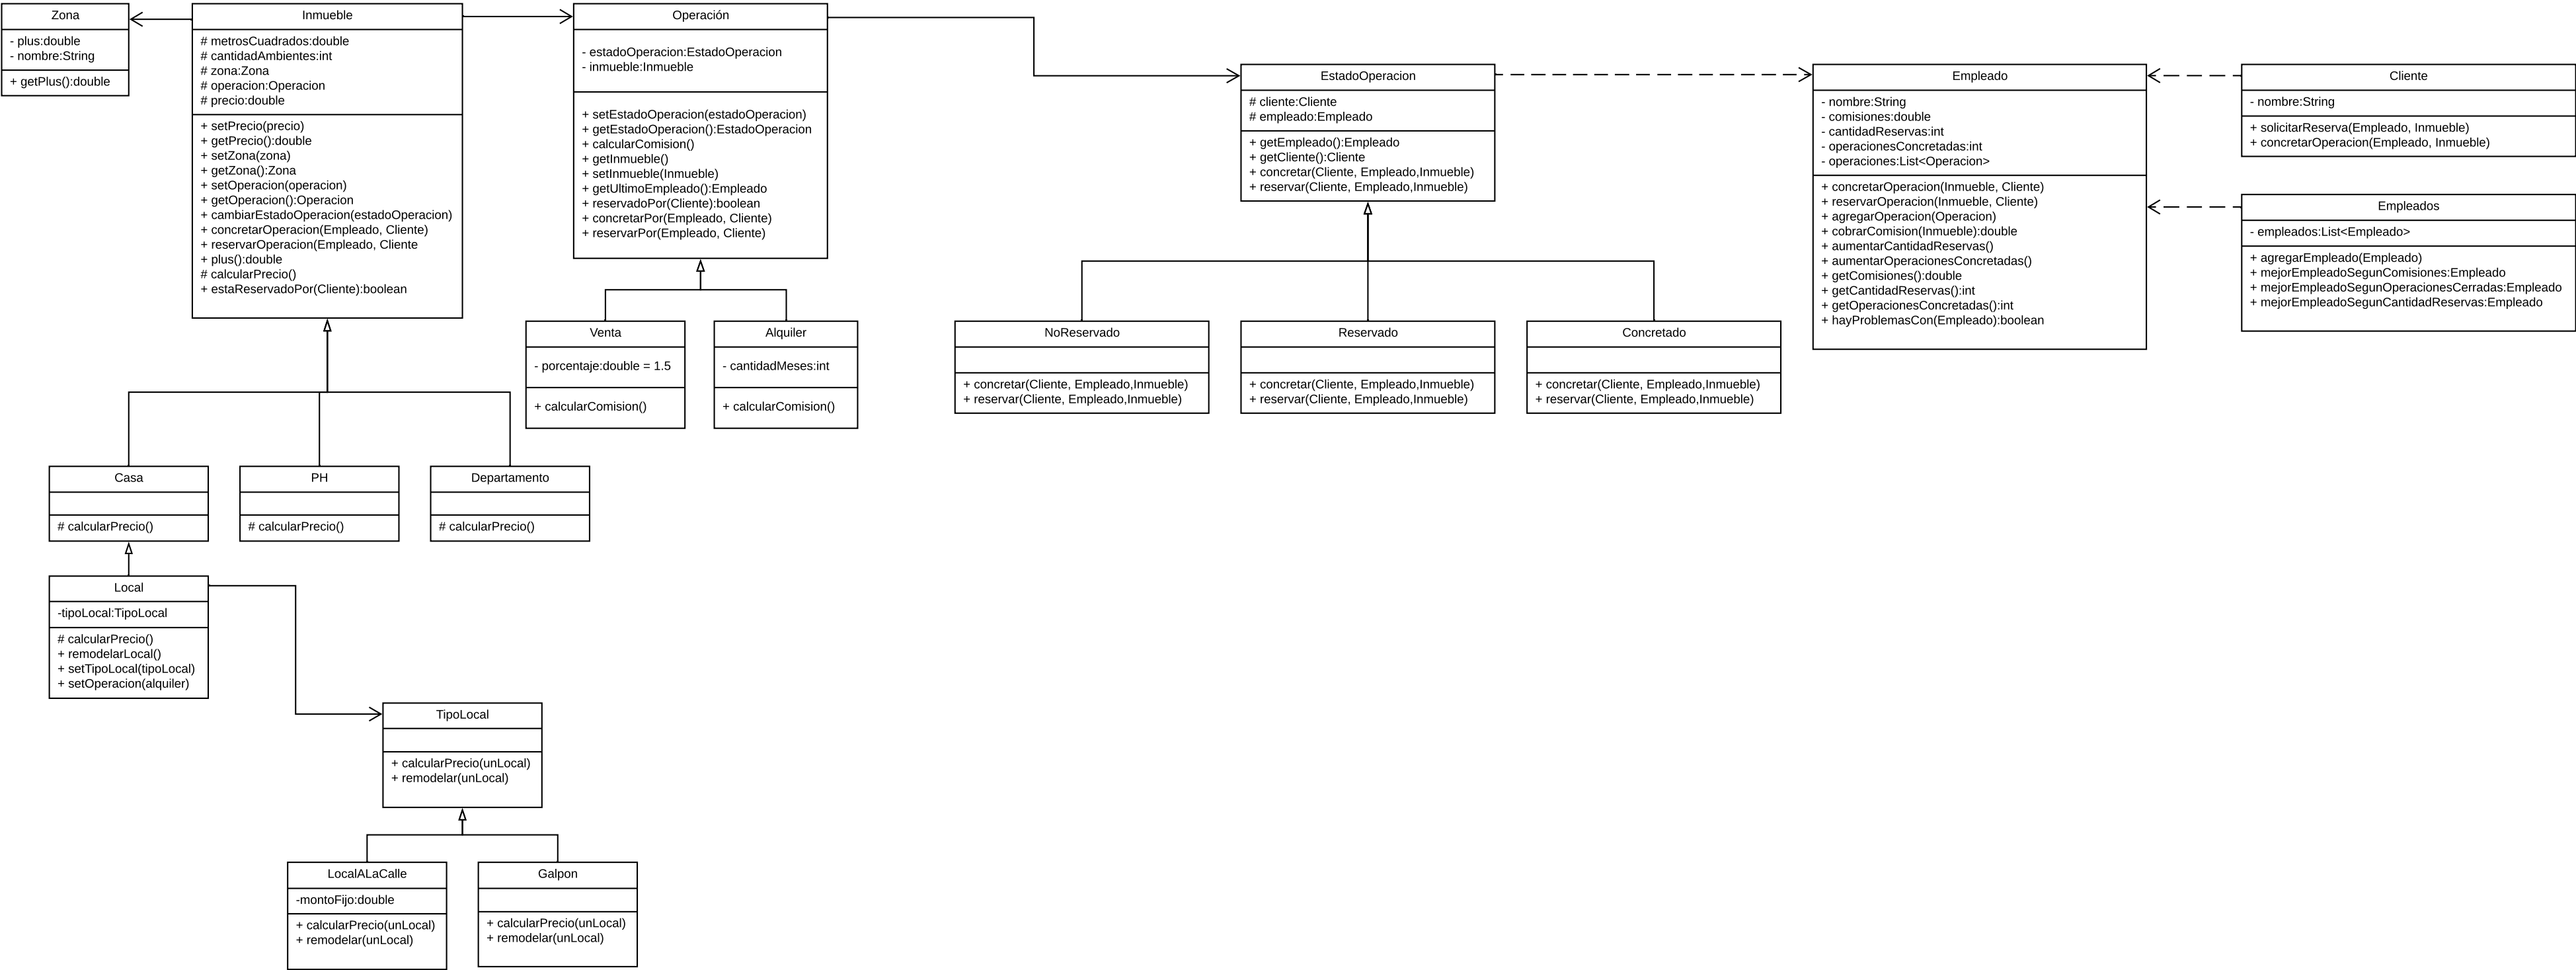 Zona
- plus:double
- nombre:String
+ getPlus():double
Inmueble
# metrosCuadrados:double
# cantidadAmbientes:int
# zona:Zona
# operacion:Operacion
# precio:double
+ setPrecio(precio)
+ getPrecio():double
+ setZona(zona)
+ getZona():Zona
+ setOperacion(operacion)
+ getOperacion():Operacion
+ cambiarEstadoOperacion(estadoOperacion)
+ concretarOperacion(Empleado, Cliente)
+ reservarOperacion(Empleado, Cliente
+ plus():double
# calcularPrecio()
+ estaReservadoPor(Cliente):boolean
Operación
- estadoOperacion:EstadoOperacion
- inmueble:Inmueble
+ setEstadoOperacion(estadoOperacion)
+ getEstadoOperacion():EstadoOperacion
+ calcularComision()
+ getInmueble()
+ setInmueble(Inmueble)
+ getUltimoEmpleado():Empleado
+ reservadoPor(Cliente):boolean
+ concretarPor(Empleado, Cliente)
+ reservarPor(Empleado, Cliente)
EstadoOperacion
# cliente:Cliente
# empleado:Empleado
+ getEmpleado():Empleado
+ getCliente():Cliente
+ concretar(Cliente, Empleado,Inmueble)
+ reservar(Cliente, Empleado,Inmueble)
Empleado
- nombre:String
- comisiones:double
- cantidadReservas:int
- operacionesConcretadas:int
- operaciones:List<Operacion>
+ concretarOperacion(Inmueble, Cliente)
+ reservarOperacion(Inmueble, Cliente)
+ agregarOperacion(Operacion)
+ cobrarComision(Inmueble):double
+ aumentarCantidadReservas()
+ aumentarOperacionesConcretadas()
+ getComisiones():double
+ getCantidadReservas():int
+ getOperacionesConcretadas():int
+ hayProblemasCon(Empleado):boolean
Cliente
- nombre:String
+ solicitarReserva(Empleado, Inmueble)
+ concretarOperacion(Empleado, Inmueble)
Empleados
- empleados:List<Empleado>
+ agregarEmpleado(Empleado)
+ mejorEmpleadoSegunComisiones:Empleado
+ mejorEmpleadoSegunOperacionesCerradas:Empleado
+ mejorEmpleadoSegunCantidadReservas:Empleado
Venta
- porcentaje:double = 1.5
+ calcularComision()
Alquiler
- cantidadMeses:int
+ calcularComision()
NoReservado
+ concretar(Cliente, Empleado,Inmueble)
+ reservar(Cliente, Empleado,Inmueble)
Reservado
+ concretar(Cliente, Empleado,Inmueble)
+ reservar(Cliente, Empleado,Inmueble)
Concretado
+ concretar(Cliente, Empleado,Inmueble)
+ reservar(Cliente, Empleado,Inmueble)
Casa
# calcularPrecio()
PH
# calcularPrecio()
Departamento
# calcularPrecio()
Local
-tipoLocal:TipoLocal
# calcularPrecio()
+ remodelarLocal()
+ setTipoLocal(tipoLocal)
+ setOperacion(alquiler)
TipoLocal
+ calcularPrecio(unLocal)
+ remodelar(unLocal)
LocalALaCalle
-montoFijo:double
+ calcularPrecio(unLocal)
+ remodelar(unLocal)
Galpon
+ calcularPrecio(unLocal)
+ remodelar(unLocal)